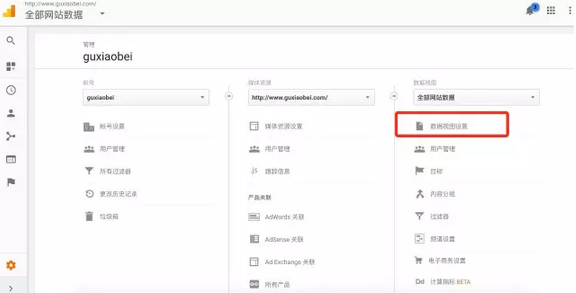 http://www.guxiaobei.com/
全部网站数据
3
管理
guxiaobei
帐号
guxiaobei
帐号设置
用户管理
所有过滤器
更改历史记录
垃圾箱
媒体资源
http://www.guxiaobei.com/
媒体资源设置
用户管理
.js 跟踪信息
产品关联
AdWords 关联
AdSense 关联
Ad Exchange 关联
所有产品
数据视图
全部网站数据
数据视图设置
用户管理
目标
内容分组
过滤器
频道设置
电子商务设置
Dd 计算指标 BETA